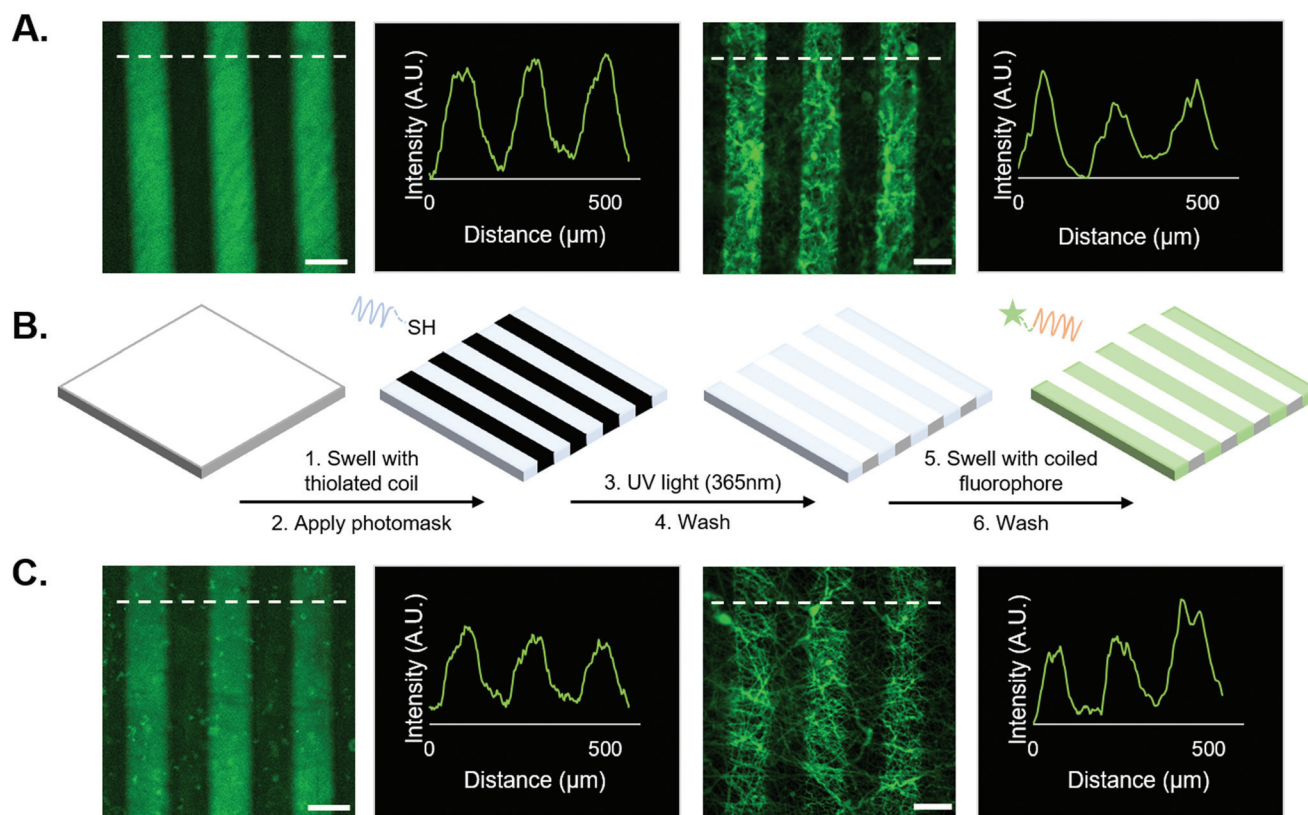 A.
Intensity (A.U.)
0
500
Distance (µm)
Intensity (A.U.)
0
500
Distance (µm)
B.
SH
1. Swell with
thiolated coil
2. Apply photomask
3. UV light (365nm)
4. Wash
5. Swell with coiled
fluorophore
6. Wash
C.
Intensity (A.U.)
0
500
Distance (µm)
Intensity (A.U.)
0
500
Distance (µm)